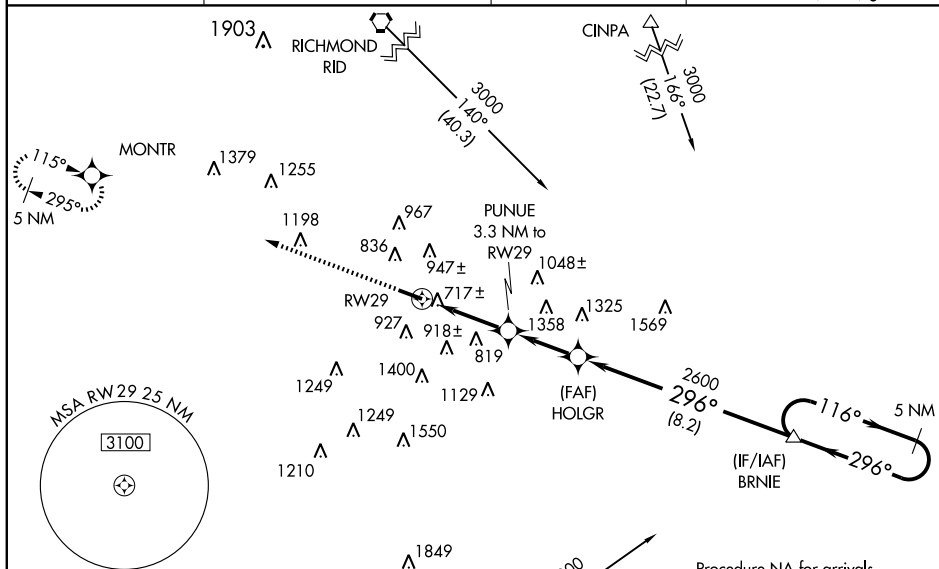 1903
RICHMOND
RID
3000
140°
(40.3)
CINPA
3000
166°
(22.7)
MONTR
115°
295°
5 NM
1379
1255
1198
967
836
947±
PUNUE
3.3 NM to
RW29
1048±
RW29
717±
1358
1325
1569
927
918±
819
1249
1400
1129
(FAF)
HOLGR
2600
296°
(8.2)
116°
5 NM
296°
(IF/IAF)
BRNIE
MSA RW29 25 NM
3100
1249
1550
1210
1849
Procedure NA for arrivals